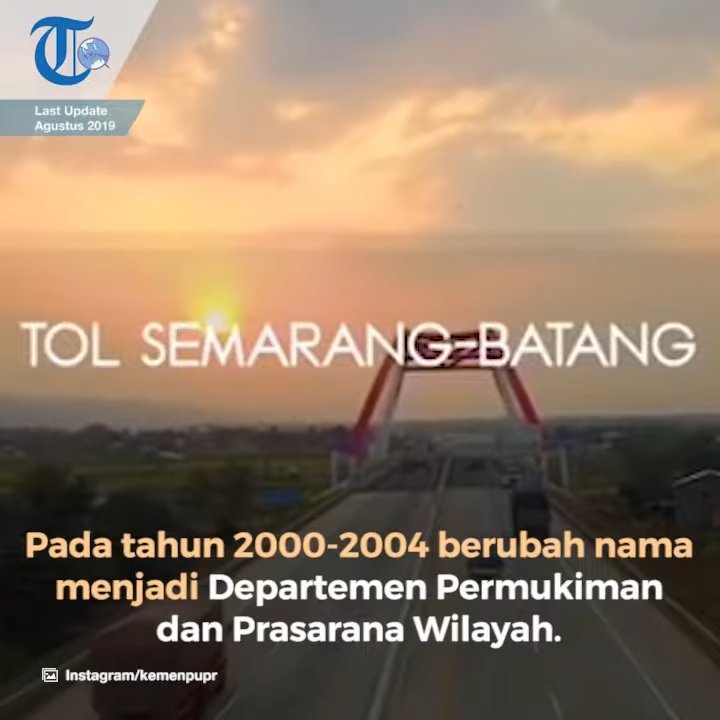 T
Last Update
Agustus 2019
TOL SEMARANG-BATANG
Pada tahun 2000-2004 berubah nama
menjadi Departemen Permukiman
dan Prasarana Wilayah.
Instagram/kemenpupr